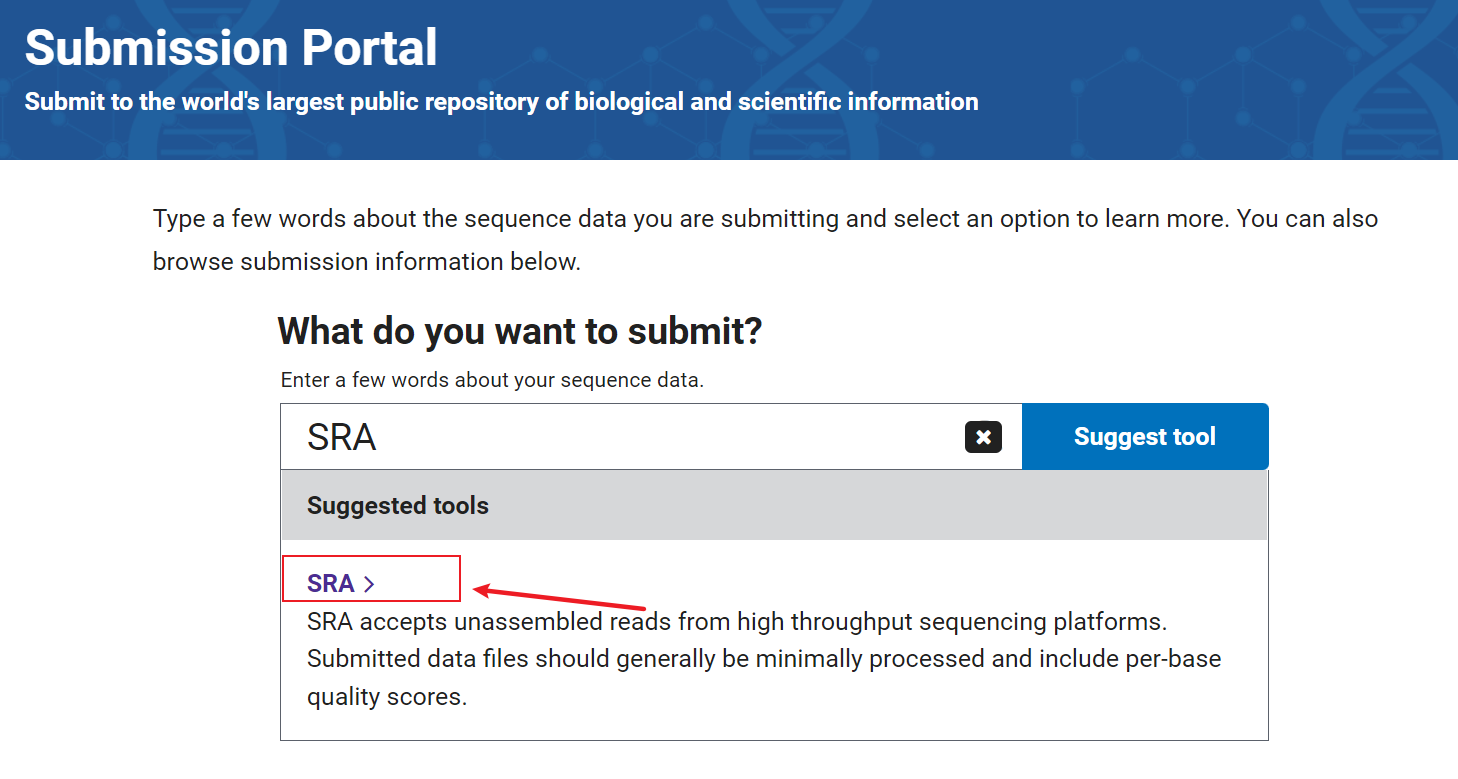 Submission Portal
Submit to the world's largest public repository of biological and scientific information
Type a few words about the sequence data you are submitting and select an option to learn more. You can also
browse submission information below.
What do you want to submit?
Enter a few words about your sequence data.
SRA
Suggest tool
Suggested tools
SRA >
SRA accepts unassembled reads from high throughput sequencing platforms.
Submitted data files should generally be minimally processed and include per-base
quality scores.